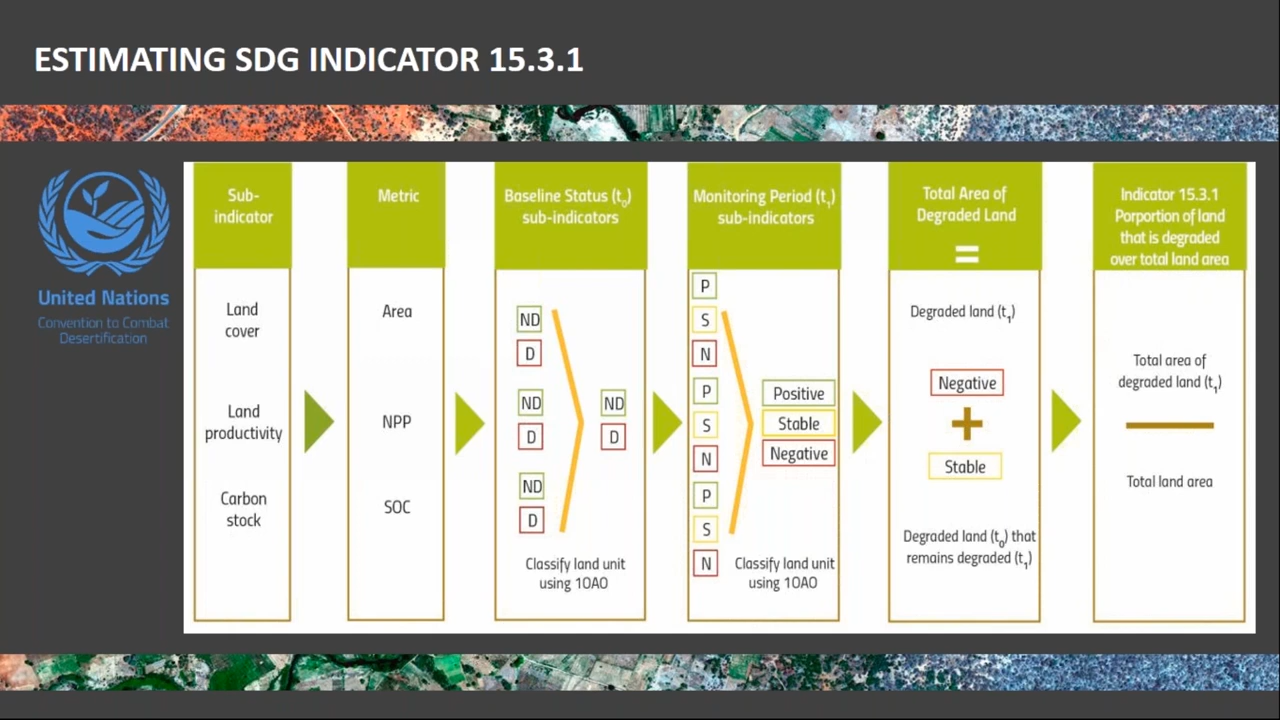 ESTIMATING SDG INDICATOR 15.3.1
United Nations
Convention to Combat
Desertification
Sub-
indicator
Land
cover
Land
productivity
Carbon
stock
Metric
Area
NPP
SOC
Baseline Status (t0)
sub-indicators
ND
D
ND
D
ND
D
ND
D
Classify land unit
using 1OAO
Monitoring Period (t1)
sub-indicators
P
S
N
P
S
N
P
S
N
Positive
Stable
Negative
Classify land unit
using 1OAO
Total Area of
Degraded Land
=
Degraded land (t1)
Negative
+
Stable
Degraded land (t0) that
remains degraded (t1)
Indicator 15.3.1
Porportion of land
that is degraded
over total land area
Total area of
degraded land (t1)
Total land area